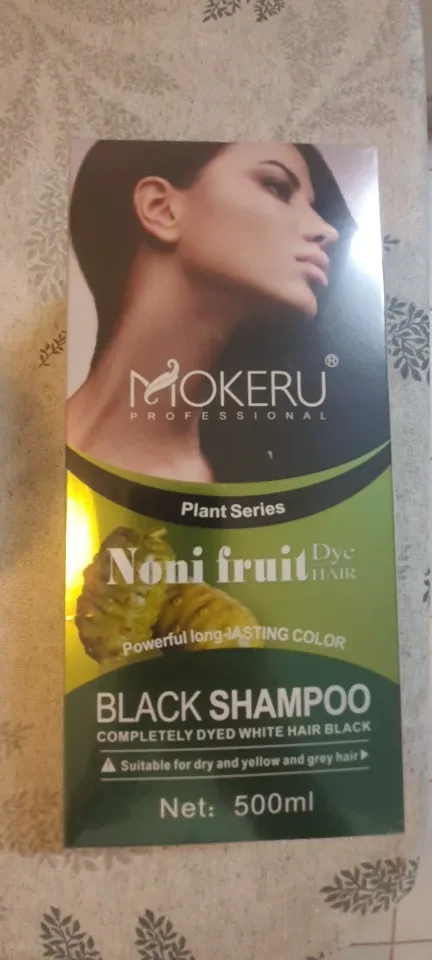 MOKERU®
PROFESSIONAL
Plant Series
Noni fruit Dye HAIR
Powerful long-LASTING COLOR
BLACK SHAMPOO
COMPLETELY DYED WHITE HAIR BLACK
Suitable for dry and yellow and grey hair
Net: 500ml